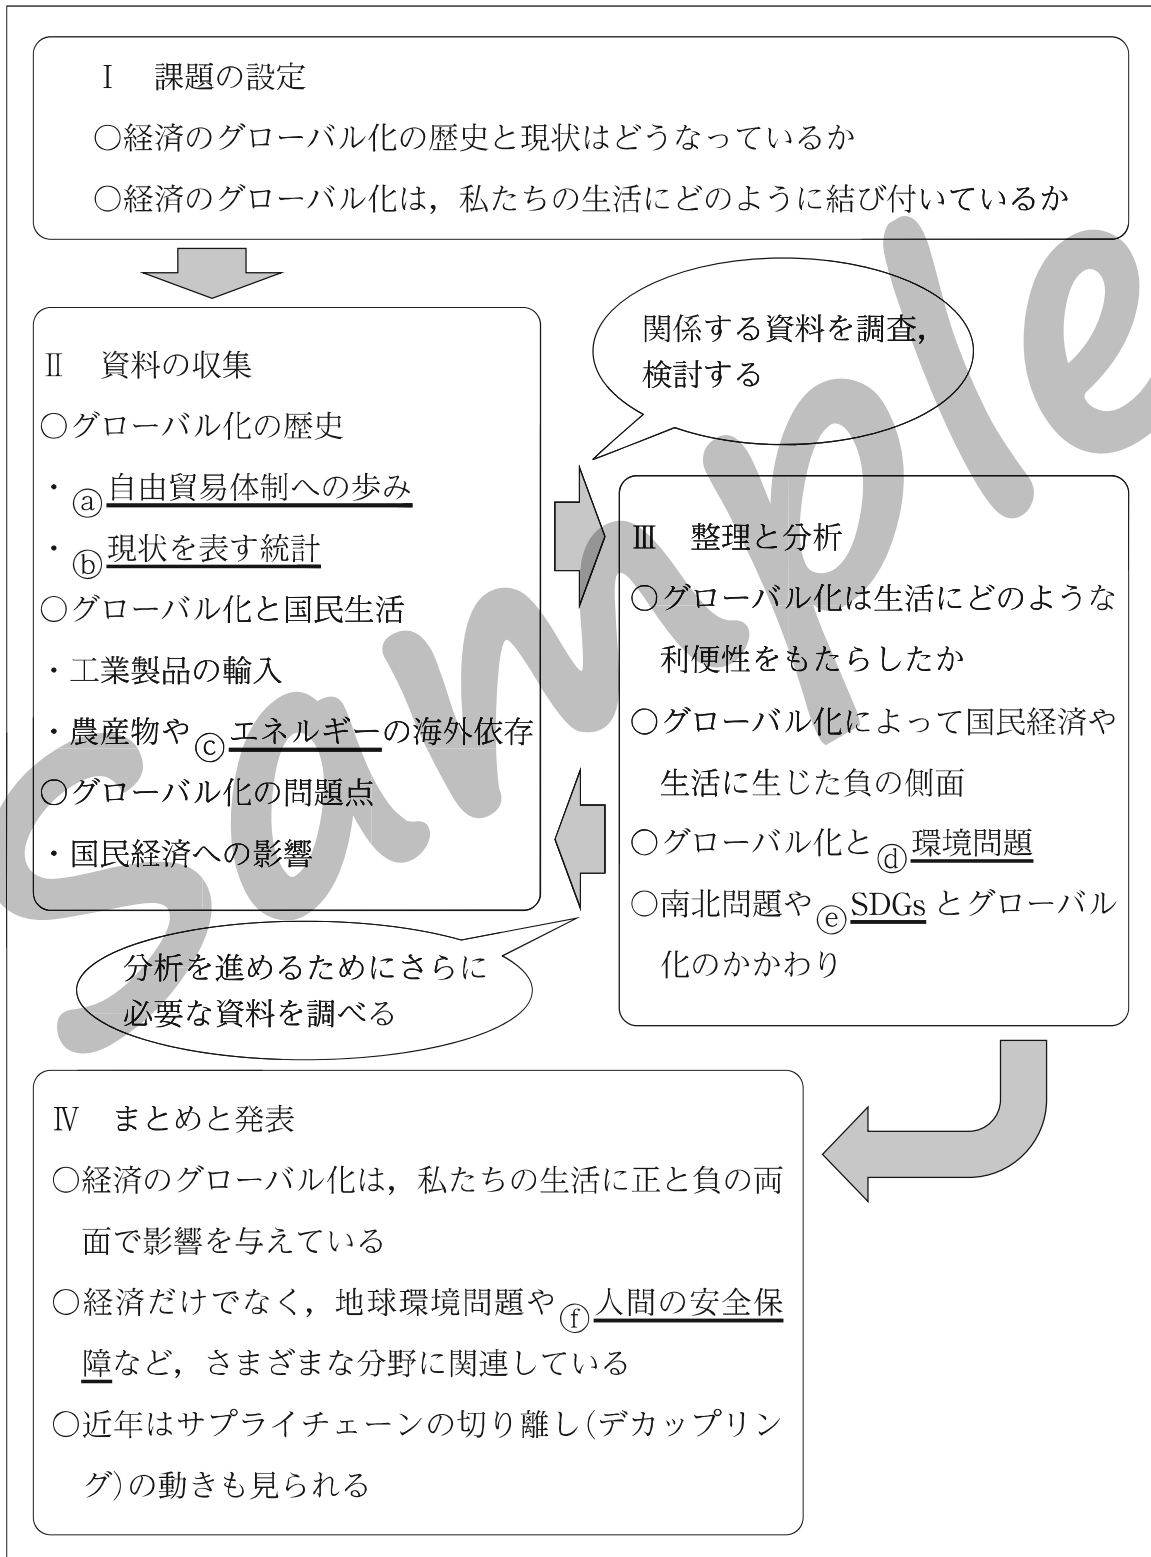 Ⅰ 課題の設定
○経済のグローバル化の歴史と現状はどうなっているか
○経済のグローバル化は，私たちの生活にどのように結び付いているか
関係する資料を調査，
検討する
Ⅱ 資料の収集
○グローバル化の歴史
・ⓐ自由貿易体制への歩み
・ⓑ現状を表す統計
○グローバル化と国民生活
・工業製品の輸入
・農産物やⓒエネルギーの海外依存
○グローバル化の問題点
・国民経済への影響
Ⅲ 整理と分析
○グローバル化は生活にどのような
利便性をもたらしたか
○グローバル化によって国民経済や
生活に生じた負の側面
○グローバル化とⓓ環境問題
○南北問題やⓔSDGsとグローバル
化のかかわり
分析を進めるためにさらに
必要な資料を調べる
Ⅳ まとめと発表
○経済のグローバル化は，私たちの生活に正と負の両
面で影響を与えている
○経済だけでなく，地球環境問題やⓕ人間の安全保
障など，さまざまな分野に関連している
○近年はサプライチェーンの切り離し(デカップリン
グ)の動きも見られる
Sample